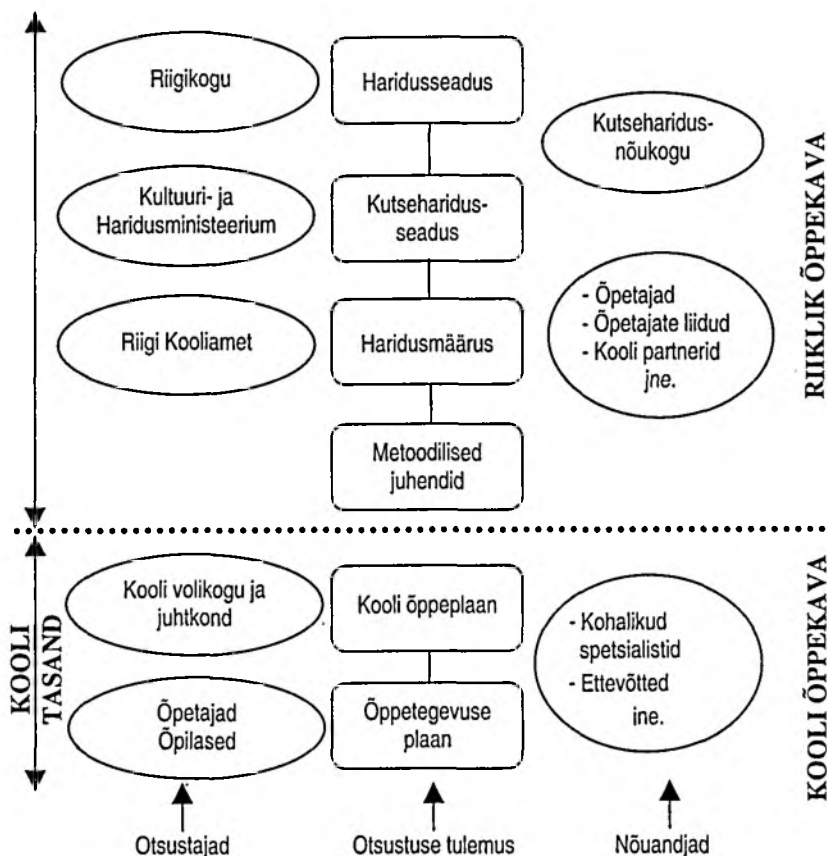 Riigikogu
Haridusseadus
Kutseharidus-
nõukogu
Kultuuri- ja
Haridusministeerium
Kutseharidus-
seadus
Riigi Kooliamet
Haridusmäärus
- Õpetajad
- Õpetajate liidud
- Kooli partnerid
jne.
Metoodilised
juhendid
RIIKLIK ÕPPEKAVA
KOOLI
TASAND
Kooli volikogu ja
juhtkond
Kooli õppeplaan
- Kohalikud
spetsialistid
- Ettevõtted
ine.
Õpetajad
Õpilased
Õppetegevuse
plaan
KOOLI ÕPPEKAVA
Otsustajad
Otsustuse tulemus
Nõuandjad